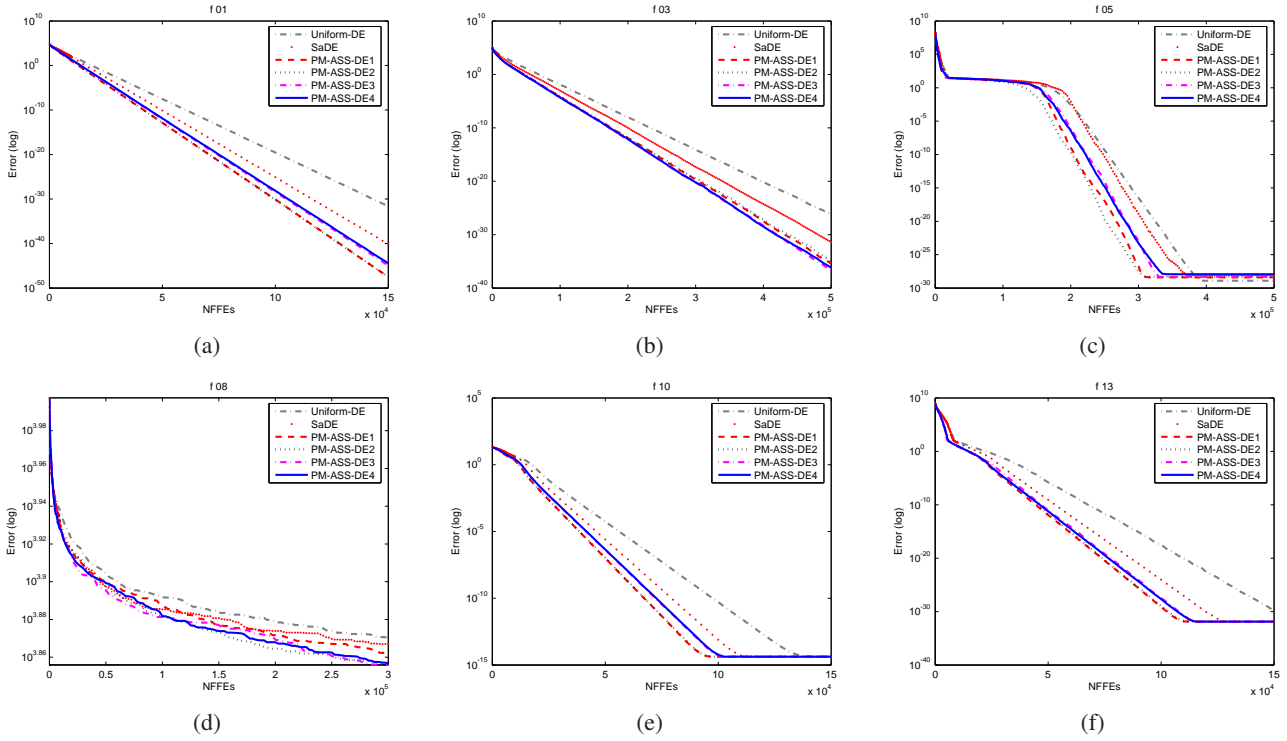 f 01
10^10
10^0
10^-10
10^-20
10^-30
10^-40
10^-50
Error (log)
0 5 10 15
NFFEs
x 10^4
Uniform-DE
SaDE
PM-ASS-DE1
PM-ASS-DE2
PM-ASS-DE3
PM-ASS-DE4
(a)
f 03
10^10
10^0
10^-10
10^-20
10^-30
10^-40
Error (log)
0 1 2 3 4 5
NFFEs
x 10^5
Uniform-DE
SaDE
PM-ASS-DE1
PM-ASS-DE2
PM-ASS-DE3
PM-ASS-DE4
(b)
f 05
10^10
10^5
10^0
10^-5
10^-10
10^-15
10^-20
10^-25
10^-30
Error (log)
0 1 2 3 4 5
NFFEs
x 10^5
Uniform-DE
SaDE
PM-ASS-DE1
PM-ASS-DE2
PM-ASS-DE3
PM-ASS-DE4
(c)
f 08
10^3.98
10^3.96
10^3.94
10^3.92
10^3.9
10^3.88
10^3.86
Error (log)
0 0.5 1 1.5 2 2.5 3
NFFEs
x 10^5
Uniform-DE
SaDE
PM-ASS-DE1
PM-ASS-DE2
PM-ASS-DE3
PM-ASS-DE4
(d)
f 10
10^5
10^0
10^-5
10^-10
10^-15
Error (log)
0 5 10 15
NFFEs
x 10^4
Uniform-DE
SaDE
PM-ASS-DE1
PM-ASS-DE2
PM-ASS-DE3
PM-ASS-DE4
(e)
f 13
10^10
10^0
10^-10
10^-20
10^-30
10^-40
Error (log)
0 5 10 15
NFFEs
x 10^4
Uniform-DE
SaDE
PM-ASS-DE1
PM-ASS-DE2
PM-ASS-DE3
PM-ASS-DE4
(f)